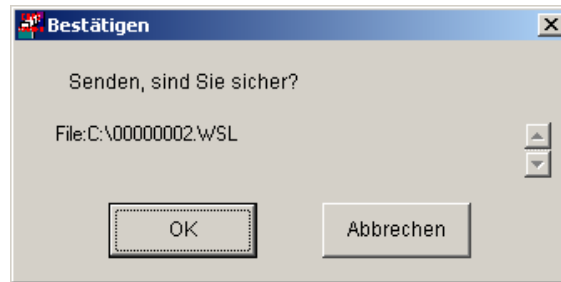 Bestätigen
Senden, sind Sie sicher?
File:C:\00000002.WSL
OK
Abbrechen